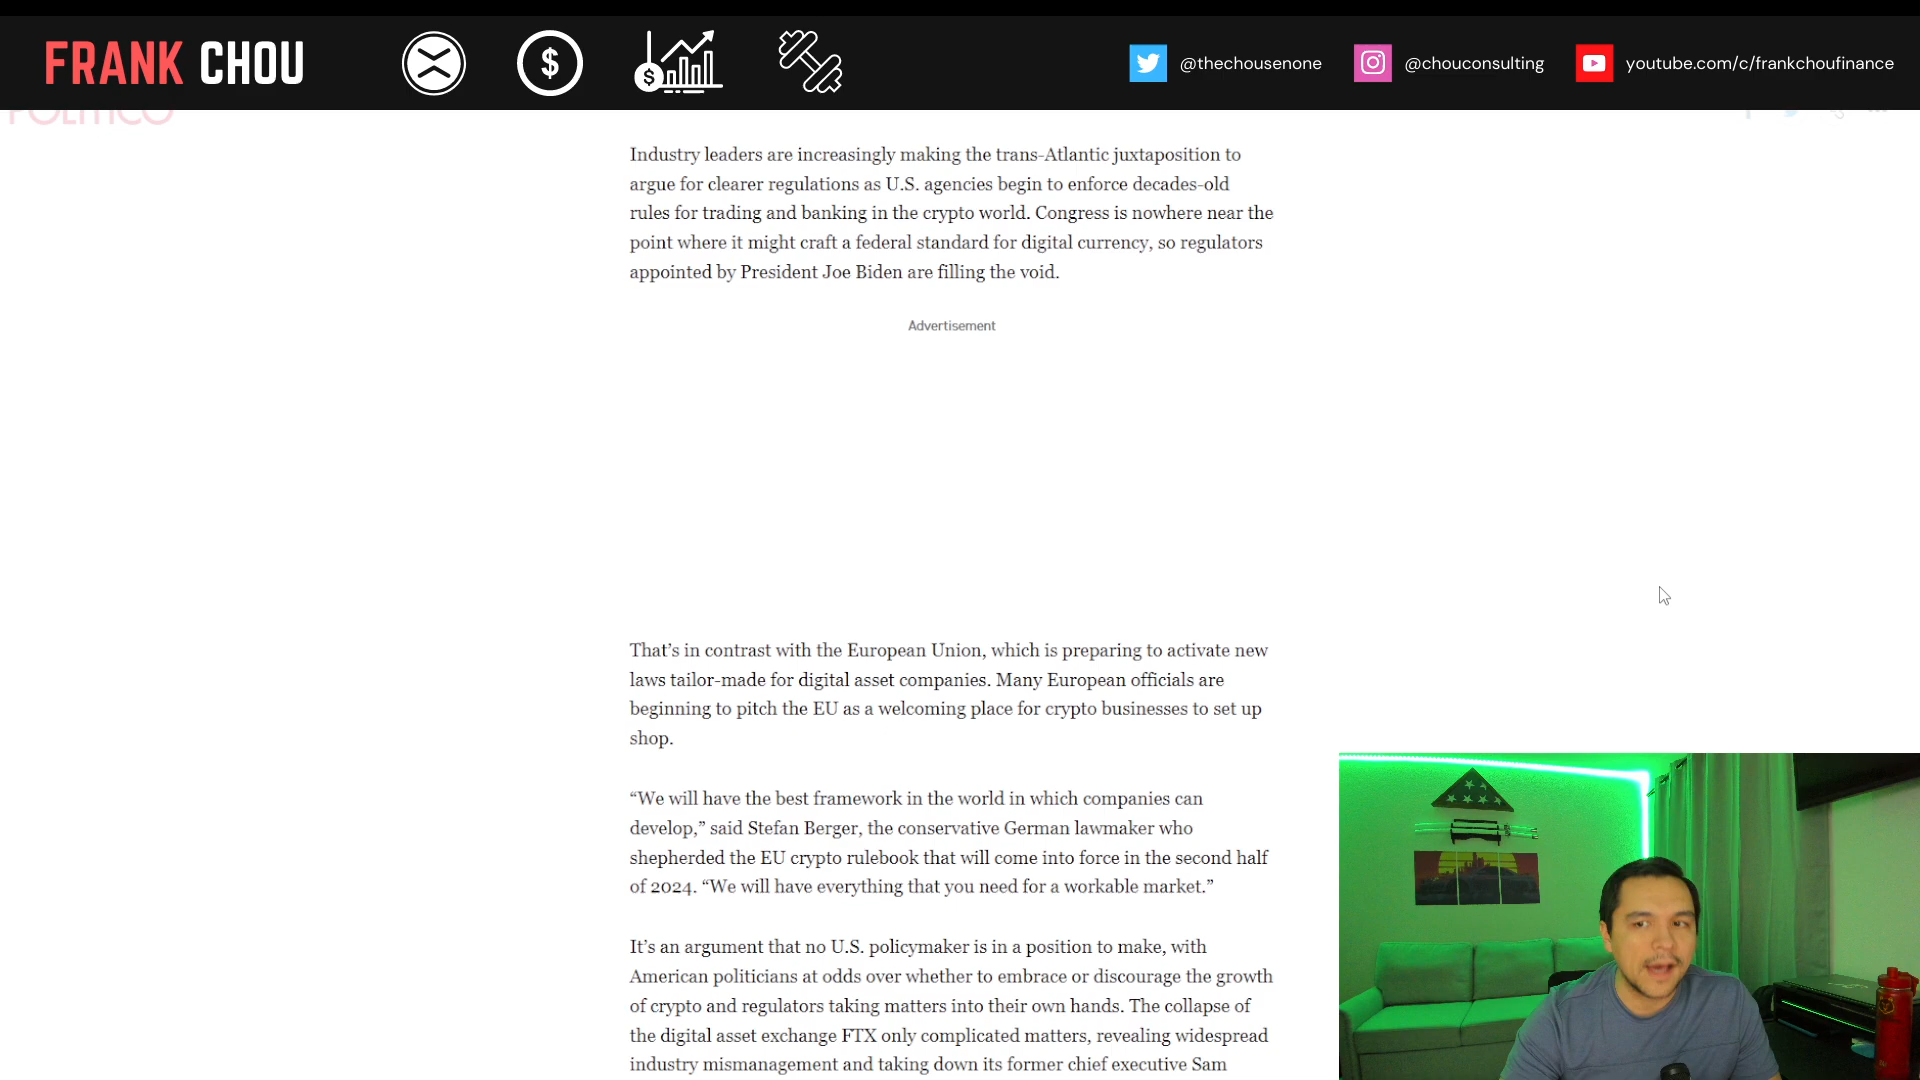 FRANK CHOU
@thechousenone
@chouconsulting
youtube.com/c/frankchoufinance
POLITICO
Industry leaders are increasingly making the trans-Atlantic juxtaposition to
argue for clearer regulations as U.S. agencies begin to enforce decades-old
rules for trading and banking in the crypto world. Congress is nowhere near the
point where it might craft a federal standard for digital currency, so regulators
appointed by President Joe Biden are filling the void.
Advertisement
That’s in contrast with the European Union, which is preparing to activate new
laws tailor-made for digital asset companies. Many European officials are
beginning to pitch the EU as a welcoming place for crypto businesses to set up
shop.
“We will have the best framework in the world in which companies can
develop,” said Stefan Berger, the conservative German lawmaker who
shepherded the EU crypto rulebook that will come into force in the second half
of 2024. “We will have everything that you need for a workable market.”
It’s an argument that no U.S. policymaker is in a position to make, with
American politicians at odds over whether to embrace or discourage the growth
of crypto and regulators taking matters into their own hands. The collapse of
the digital asset exchange FTX only complicated matters, revealing widespread
industry mismanagement and taking down its former chief executive Sam